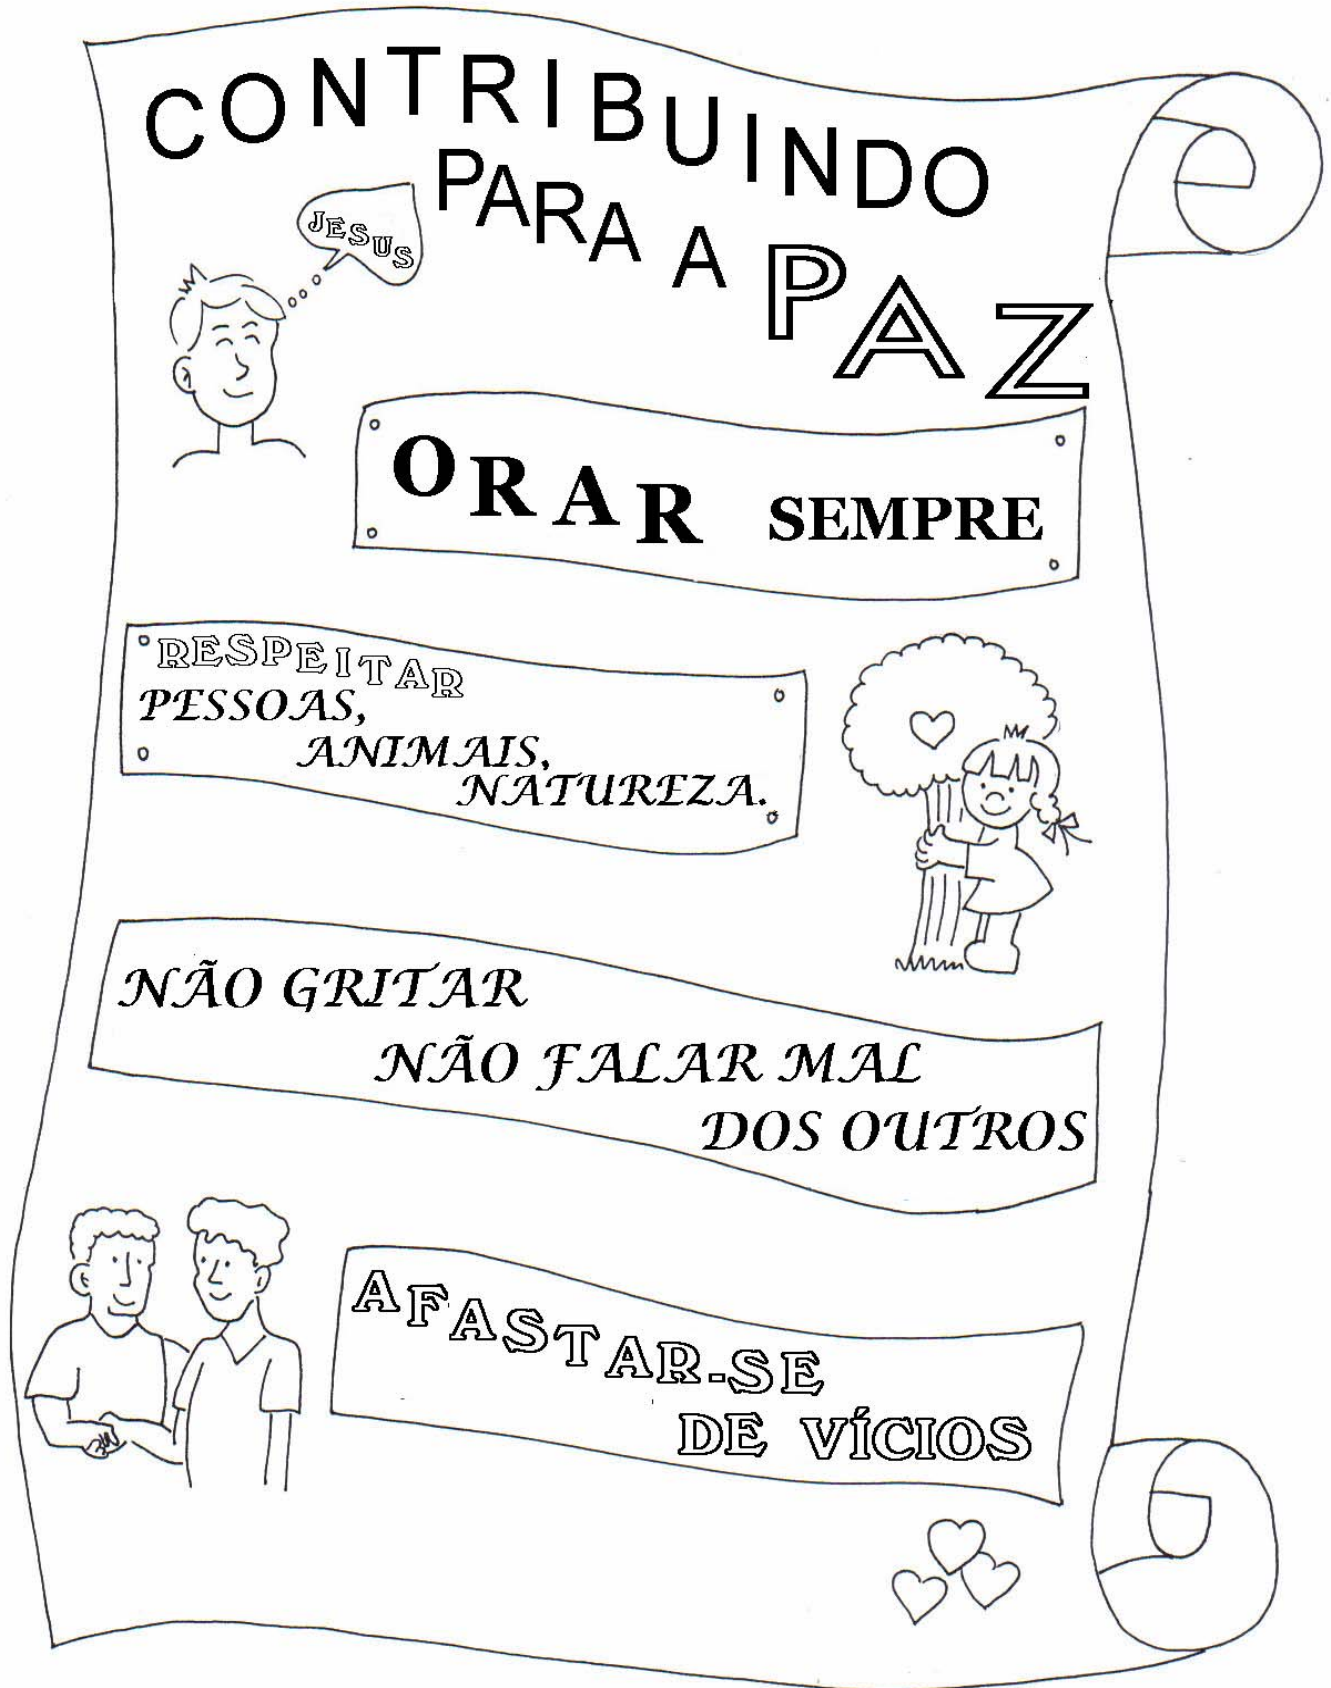 CONTRIBUINDO
PARA A PAZ
JESUS
ORAR SEMPRE
RESPEITAR
PESSOAS,
ANIMAIS,
NATUREZA.
NÃO GRITAR
NÃO FALAR MAL
DOS OUTROS
AFASTAR-SE
DE VÍCIOS